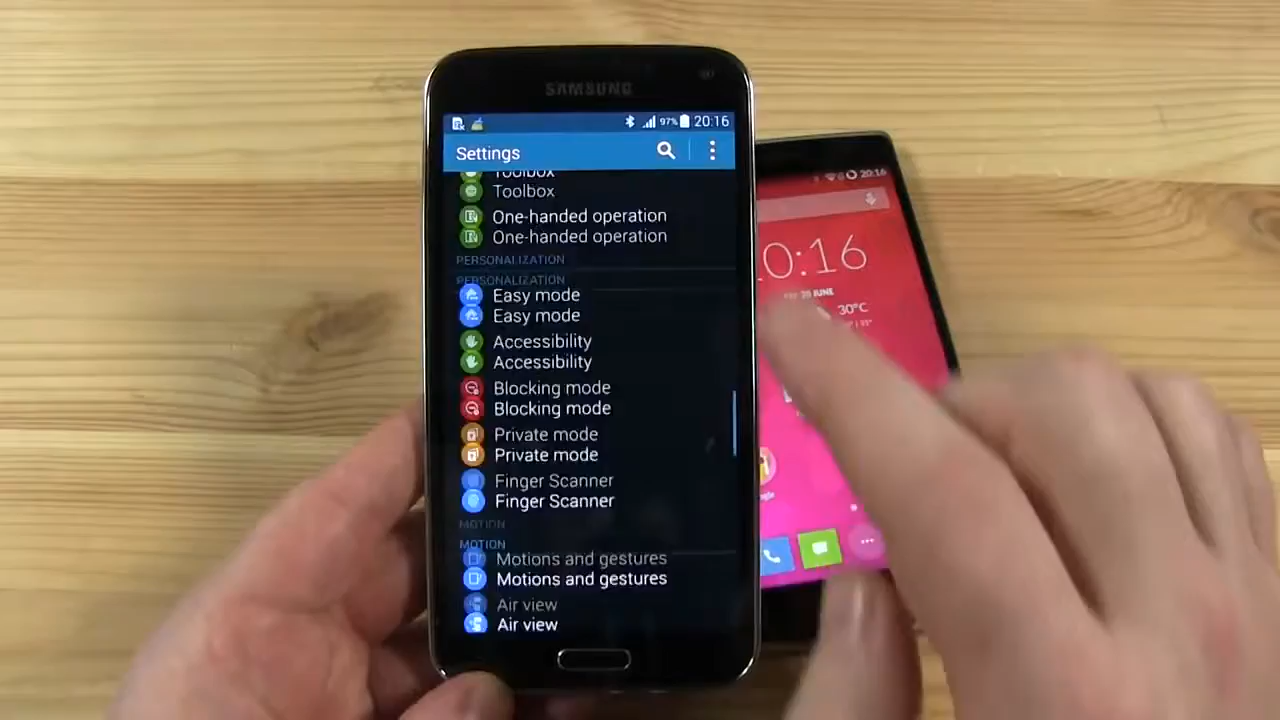 SAMSUNG
97% 20:16
Settings
Toolbox
Toolbox
One-handed operation
One-handed operation
PERSONALIZATION
PERSONALIZATION
Easy mode
Easy mode
Accessibility
Accessibility
Blocking mode
Blocking mode
Private mode
Private mode
Finger Scanner
Finger Scanner
MOTION
MOTION
Motions and gestures
Motions and gestures
Air view
Air view
20:16
20:16
JUNE
30°C